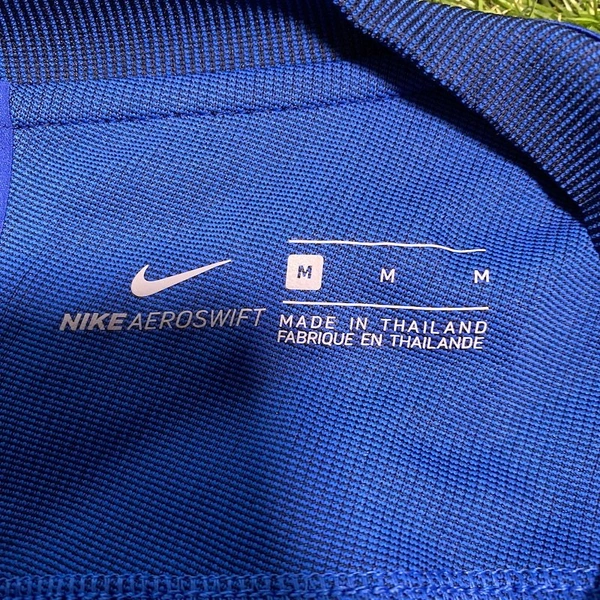 M M M
NIKE AEROSWIFT
MADE IN THAILAND
FABRIQUE EN THAILANDE